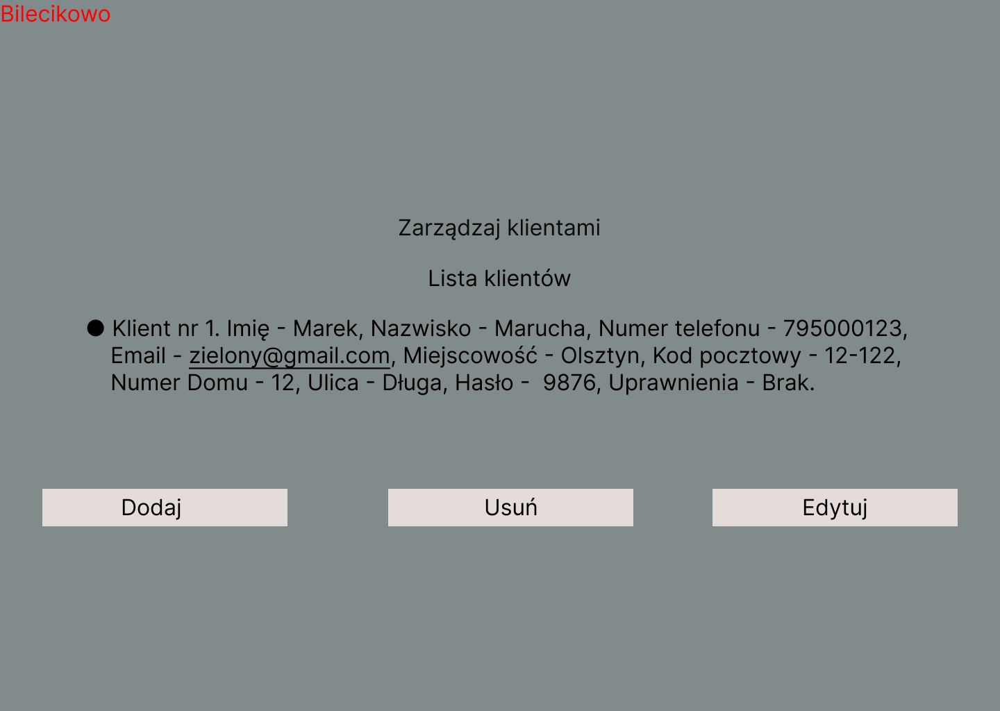 Bilecikowo
Zarządzaj klientami
Lista klientów
● Klient nr 1. Imię - Marek, Nazwisko - Marucha, Numer telefonu - 795000123,
Email - zielony@gmail.com, Miejscowość - Olsztyn, Kod pocztowy - 12-122,
Numer Domu - 12, Ulica - Długa, Hasło -  9876, Uprawnienia - Brak.
Dodaj
Usuń
Edytuj